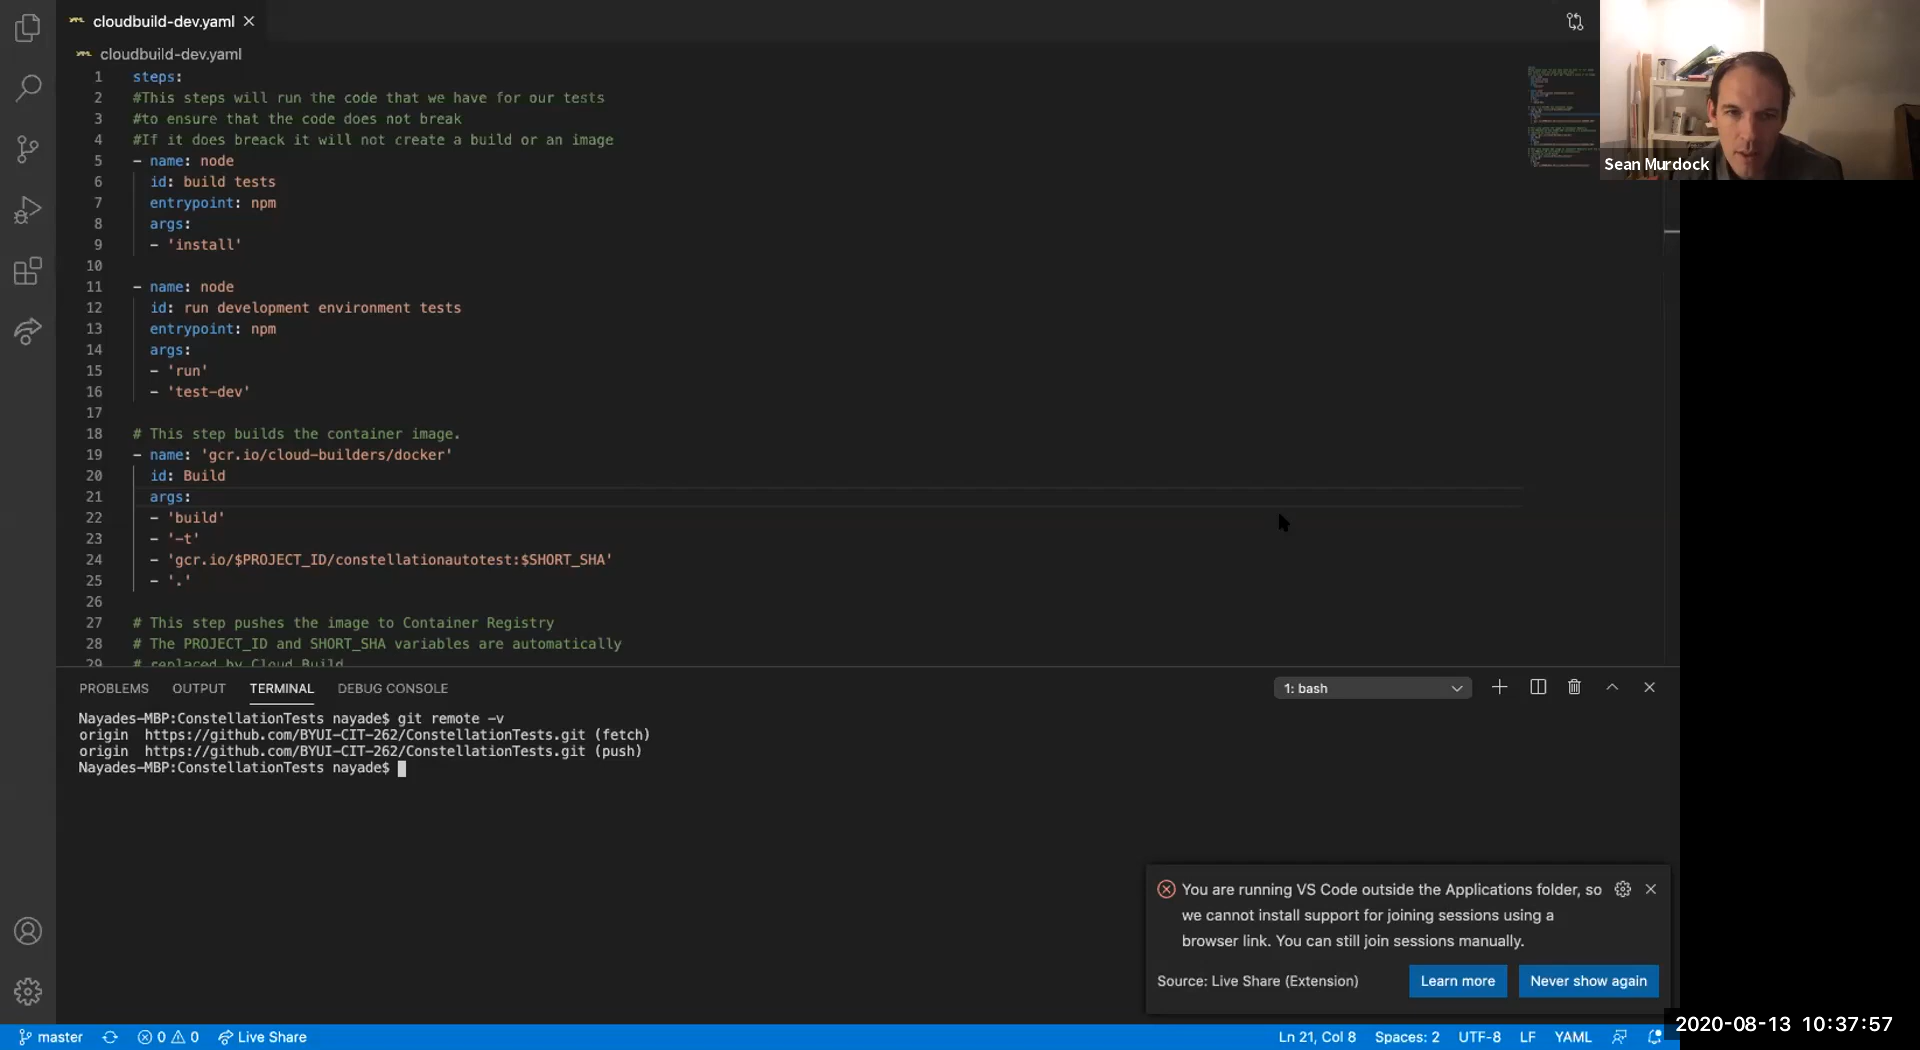 cloudbuild-dev.yaml
cloudbuild-dev.yaml
1 steps:
2 #This steps will run the code that we have for our tests
3 #to ensure that the code does not break
4 #If it does breack it will not create a build or an image
5 - name: node
6 id: build tests
7 entrypoint: npm
8 args:
9 - 'install'
10
11 - name: node
12 id: run development environment tests
13 entrypoint: npm
14 args:
15 - 'run'
16 - 'test-dev'
17
18 # This step builds the container image.
19 - name: 'gcr.io/cloud-builders/docker'
20 id: Build
21 args:
22 - 'build'
23 - '-t'
24 - 'gcr.io/$PROJECT_ID/constellationautotest:$SHORT_SHA'
25 - '.'
26
27 # This step pushes the image to Container Registry
28 # The PROJECT_ID and SHORT_SHA variables are automatically
29 # replaced by Cloud Build
Sean Murdock
PROBLEMS OUTPUT TERMINAL DEBUG CONSOLE 1: bash
Nayades-MBP:ConstellationTests nayade$ git remote -v
origin https://github.com/BYUI-CIT-262/ConstellationTests.git (fetch)
origin https://github.com/BYUI-CIT-262/ConstellationTests.git (push)
Nayades-MBP:ConstellationTests nayade$
You are running VS Code outside the Applications folder, so
we cannot install support for joining sessions using a
browser link. You can still join sessions manually.
Source: Live Share (Extension) Learn more Never show again
master 0 0 Live Share Ln 21, Col 8 Spaces: 2 UTF-8 LF YAML
2020-08-13 10:37:57